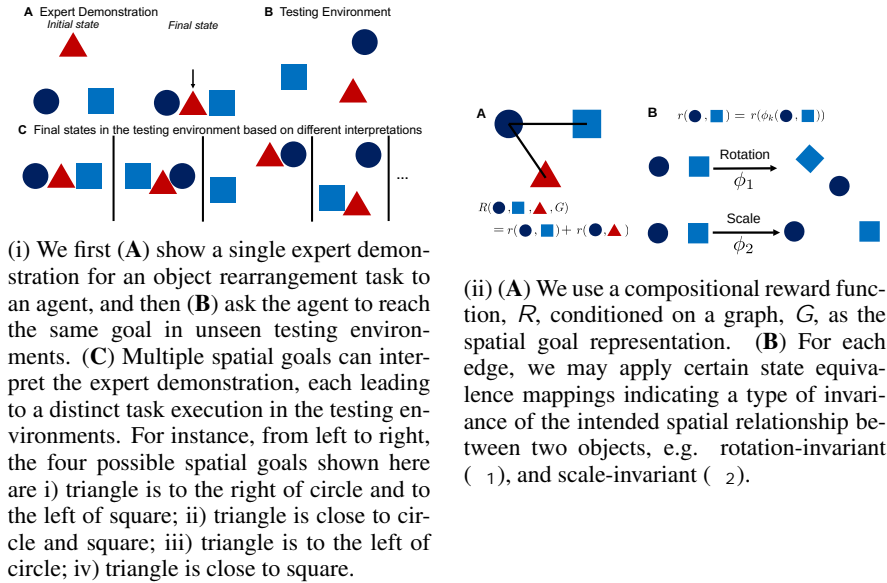 A Expert Demonstration
Initial state
Final state
B Testing Environment
C Final states in the testing environment based on different interpretations
...
(i) We first (A) show a single expert demon-
stration for an object rearrangement task to
an agent, and then (B) ask the agent to reach
the same goal in unseen testing environ-
ments. (C) Multiple spatial goals can inter-
pret the expert demonstration, each leading
to a distinct task execution in the testing en-
vironments. For instance, from left to right,
the four possible spatial goals shown here
are i) triangle is to the right of circle and to
the left of square; ii) triangle is close to cir-
cle and square; iii) triangle is to the left of
circle; iv) triangle is close to square.
A
R( , , , G)
= r( , ) + r( , )
B
r( , ) = r(ϕk( , ))
Rotation
ϕ1
Scale
ϕ2
(ii) (A) We use a compositional reward func-
tion, R, conditioned on a graph, G, as the
spatial goal representation. (B) For each
edge, we may apply certain state equiva-
lence mappings indicating a type of invari-
ance of the intended spatial relationship be-
tween two objects, e.g. rotation-invariant
( 1), and scale-invariant ( 2).